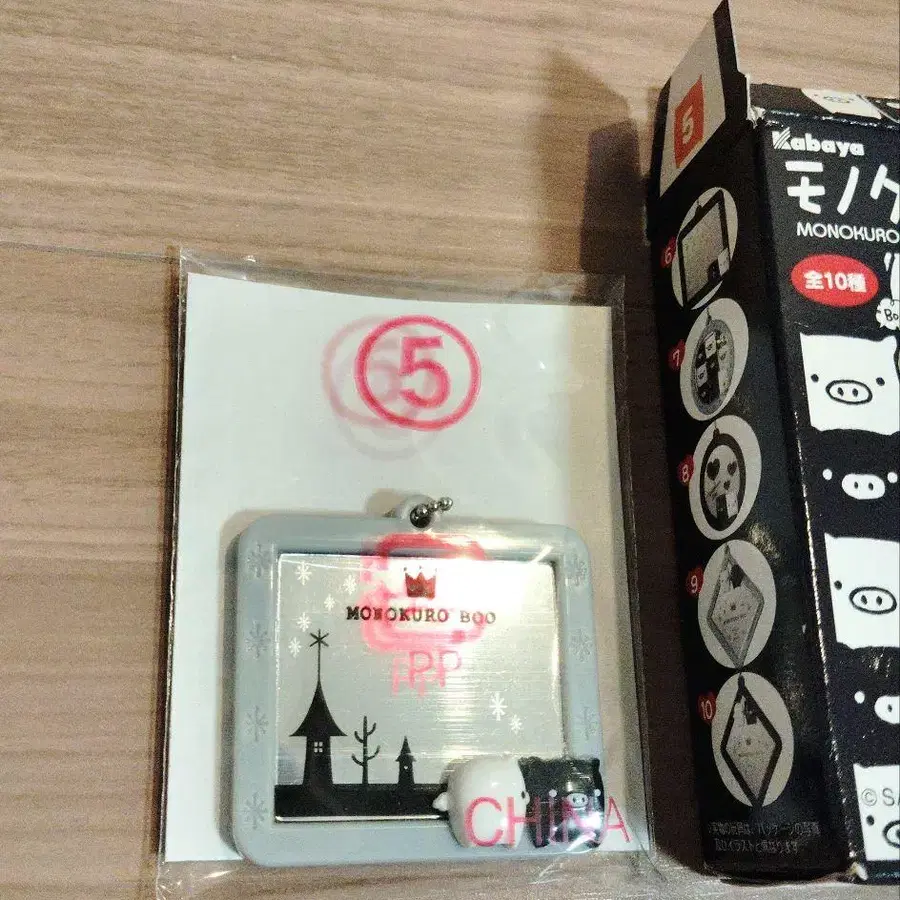 5
Kabaya
モノク
MONOKURO
全10種
Bo
6
7
8
9
10
© SA
⑤
MONOKURO BOO
PP
CHINA